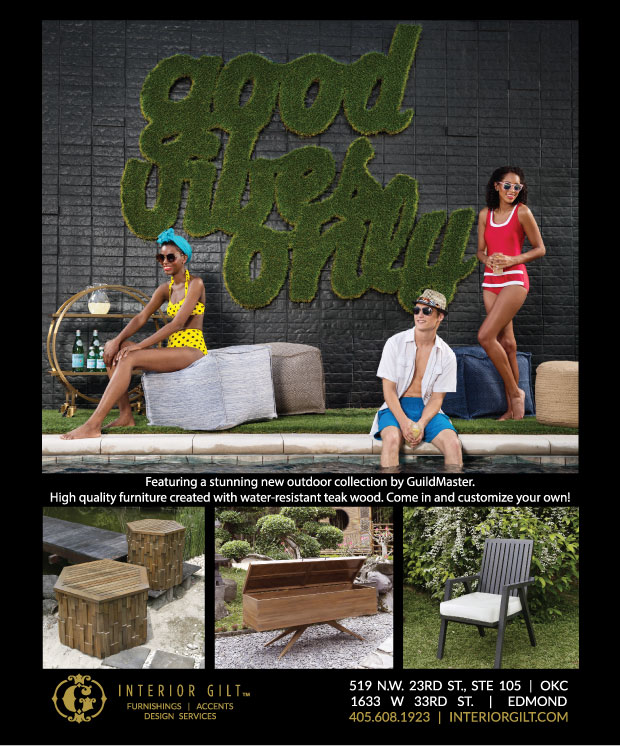 good
vibes
only
Featuring a stunning new outdoor collection by GuildMaster.
High quality furniture created with water-resistant teak wood. Come in and customize your own!
G
INTERIOR GILT™
FURNISHINGS | ACCENTS
DESIGN SERVICES
519 N.W. 23RD ST., STE 105 | OKC
1633 W 33RD ST. | EDMOND
405.608.1923 | INTERIORGILT.COM